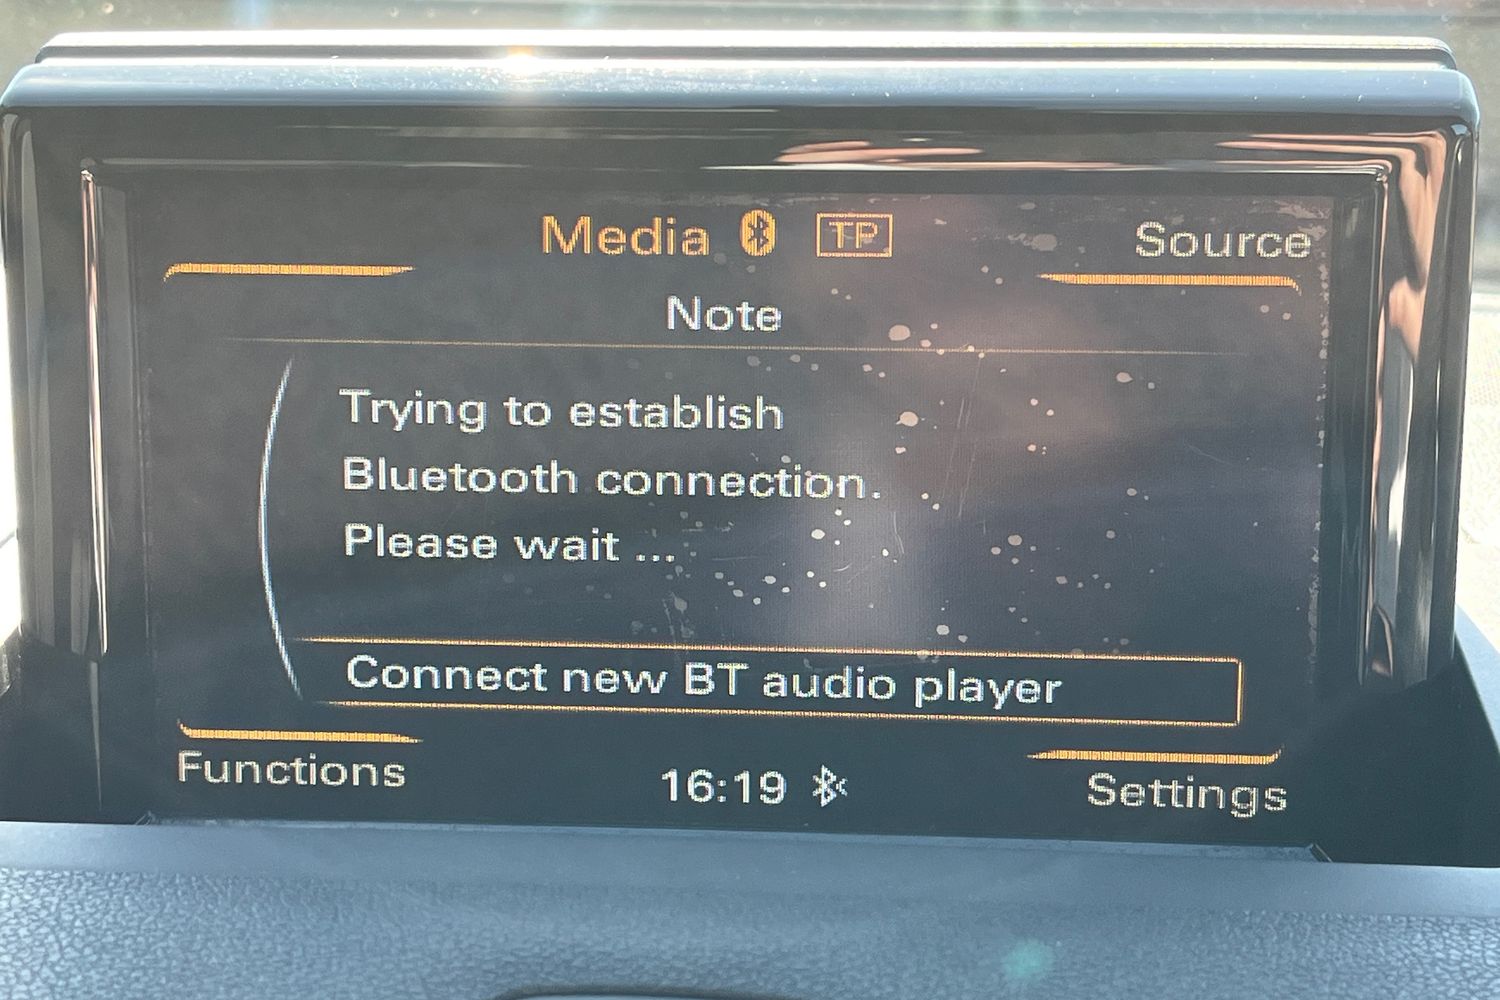 Media TP Source
Note
Trying to establish
Bluetooth connection.
Please wait ...
Connect new BT audio player
Functions 16:19 Settings